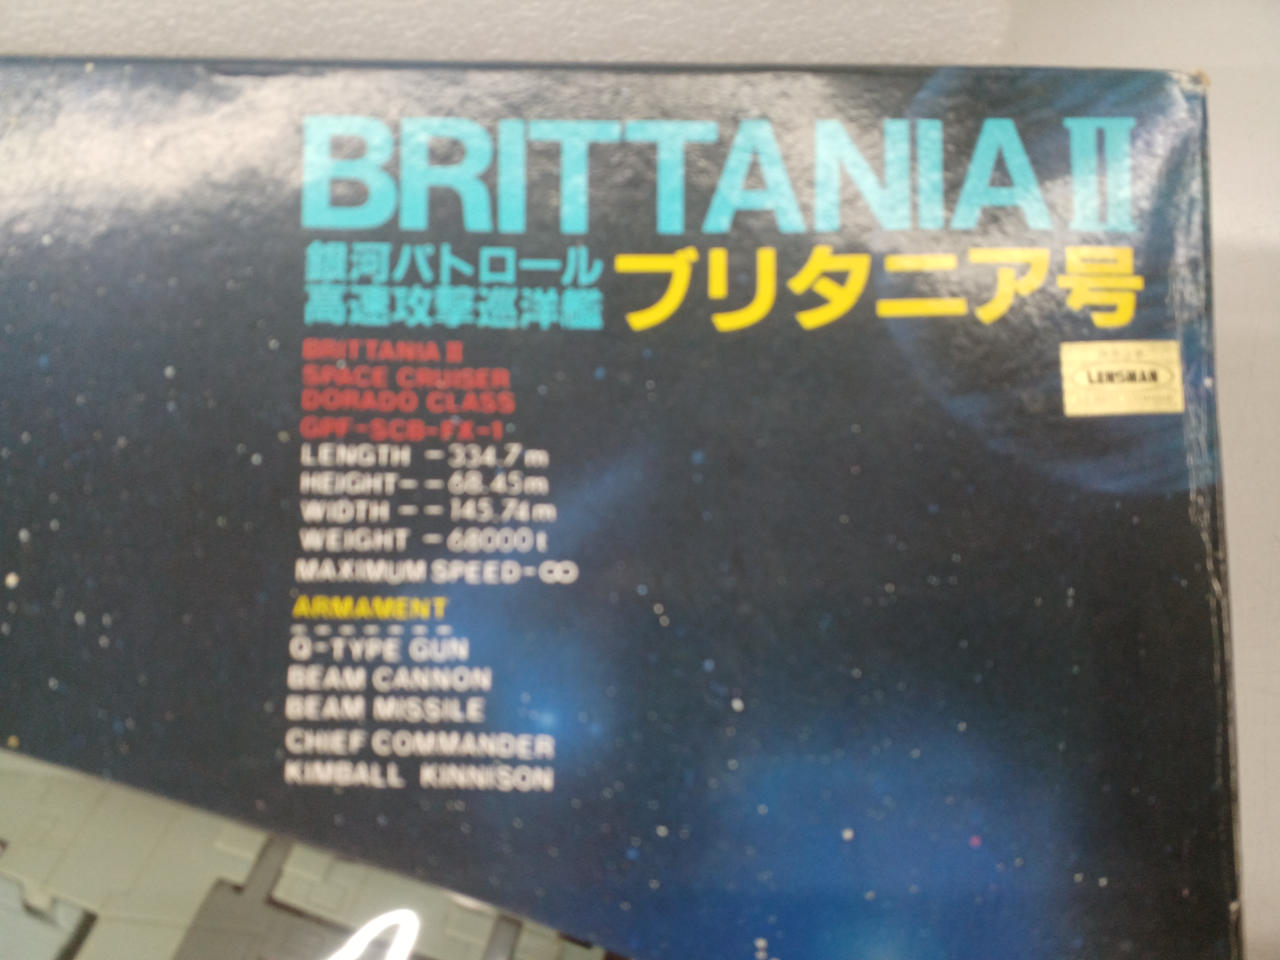 BRITTANIA Ⅱ
銀河パトロール
高速攻撃巡洋艦
ブリタニア号
BRITTANIA Ⅱ
SPACE CRUISER
DORADO CLASS
GPF-SCB-FX-1
LENGTH - 334.7m
HEIGHT - - 68.45m
WIDTH - - 145.74m
WEIGHT - 68000t
MAXIMUM SPEED - ∞
ARMAMENT
- - - - - - -
Q-TYPE GUN
BEAM CANNON
BEAM MISSILE
CHIEF COMMANDER
KIMBALL KINNISON
LENSMAN